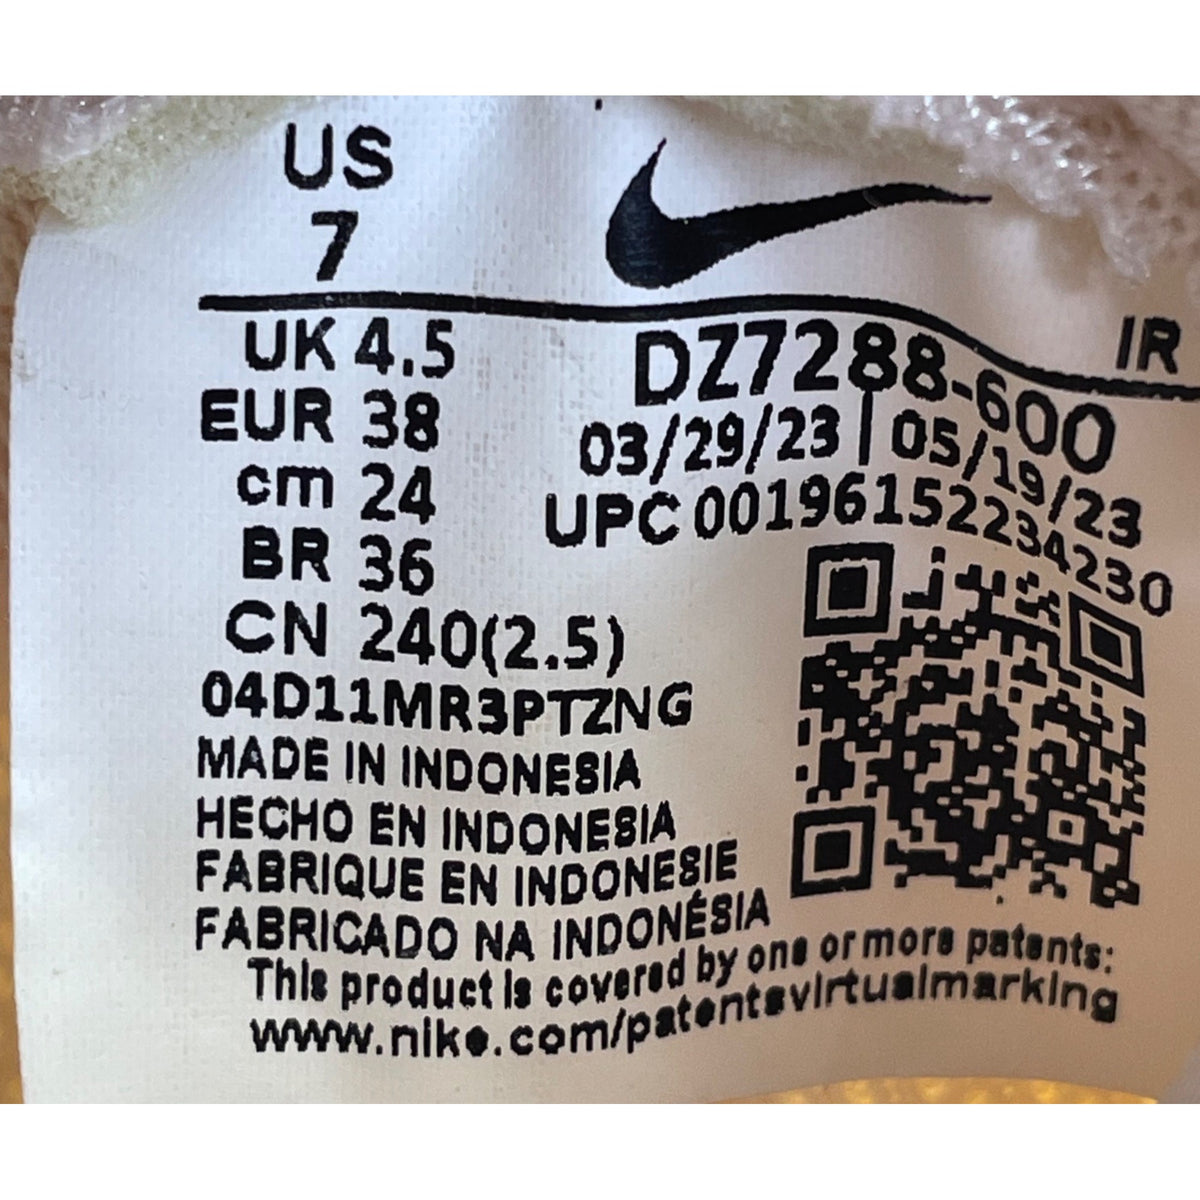 US
7
IR
UK 4.5
EUR 38
cm 24
BR 36
CN 240(2.5)
DZ7288-600
03/29/23 | 05/19/23
UPC 00196152234230
04D11MR3PTZNG
MADE IN INDONESIA
HECHO EN INDONESIA
FABRIQUE EN INDONESIE
FABRICADO NA INDONÉSIA
This product is covered by one or more patents:
www.nike.com/patentsvirtualmarking